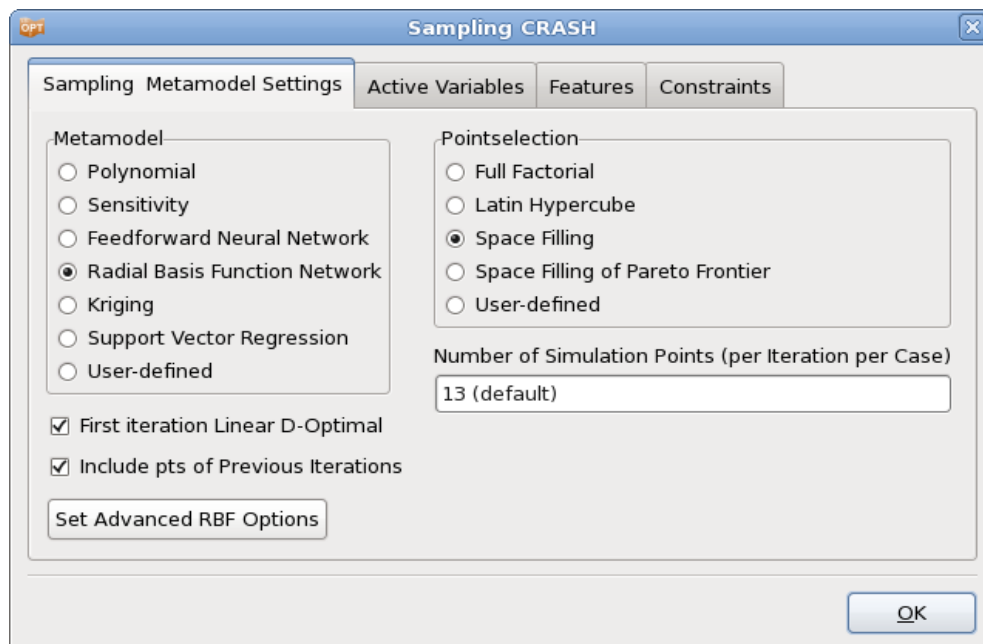 OPT
Sampling CRASH
Sampling Metamodel Settings
Active Variables
Features
Constraints
Metamodel
Polynomial
Sensitivity
Feedforward Neural Network
Radial Basis Function Network
Kriging
Support Vector Regression
User-defined
First iteration Linear D-Optimal
Include pts of Previous Iterations
Set Advanced RBF Options
Pointselection
Full Factorial
Latin Hypercube
Space Filling
Space Filling of Pareto Frontier
User-defined
Number of Simulation Points (per Iteration per Case)
13 (default)
OK